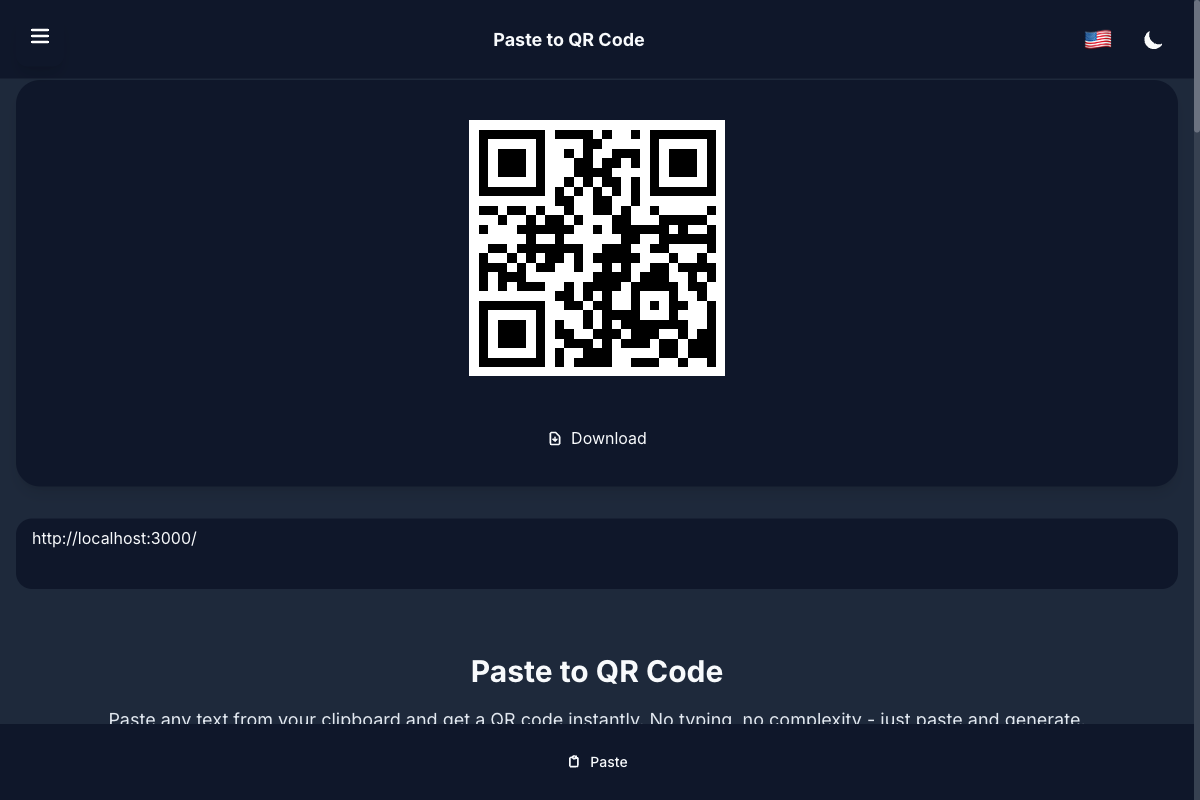 Paste to QR Code
Download
http://localhost:3000/
Paste to QR Code
Paste any text from your clipboard and get a QR code instantly. No typing, no complexity - just paste and generate.
Paste